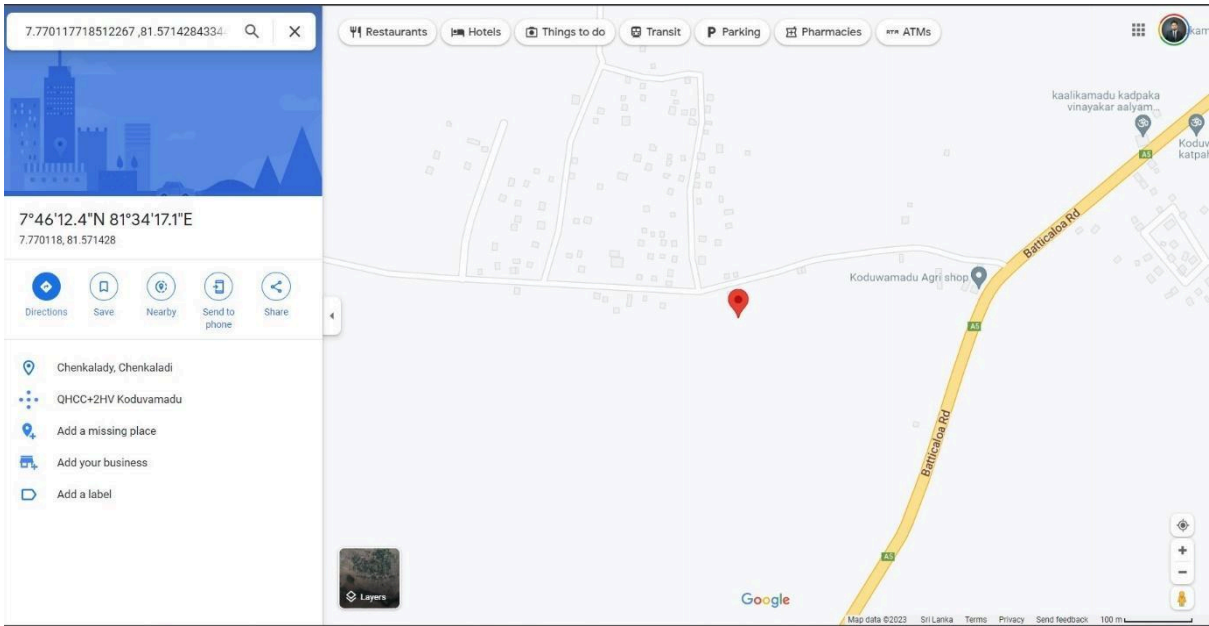 7.770117718512267 ,81.5714284334
Restaurants
Hotels
Things to do
Transit
P Parking
Pharmacies
ATM ATMs
kam
7°46'12.4"N 81°34'17.1"E
7.770118, 81.571428
Directions
Save
Nearby
Send to
phone
Share
Chenkalady, Chenkaladi
QHCC+2HV Koduvamadu
Add a missing place
Add your business
Add a label
kaalikamadu kadpaka
vinayakar aalyam...
Koduv
katpah
A5
Batticaloa Rd
Koduwamadu Agri shop
A5
Batticaloa Rd
A5
Layers
Google
Map data ©2023 Sri Lanka Terms Privacy Send feedback 100 m